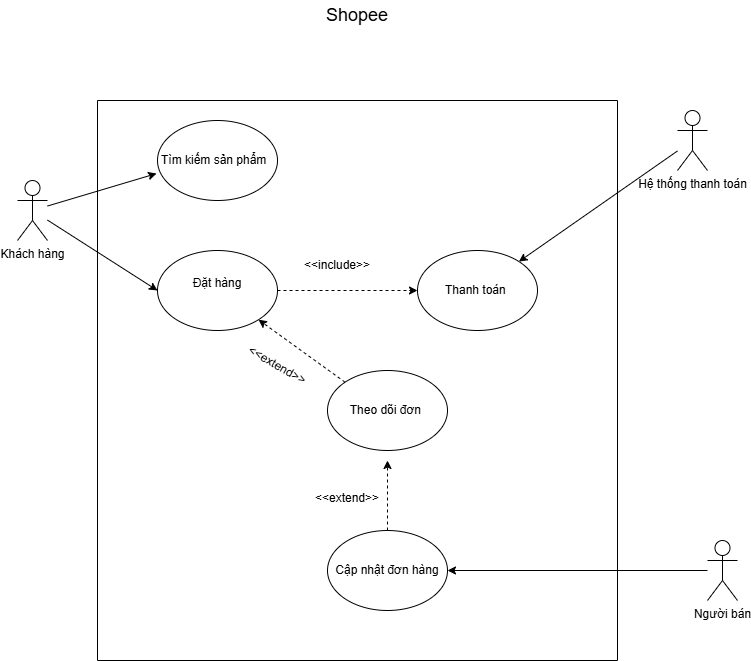 Shopee
Tìm kiếm sản phẩm
Hệ thống thanh toán
Khách hàng
<<include>>
Đặt hàng
Thanh toán
<<extend>>
Theo dõi đơn
<<extend>>
Cập nhật đơn hàng
Người bán